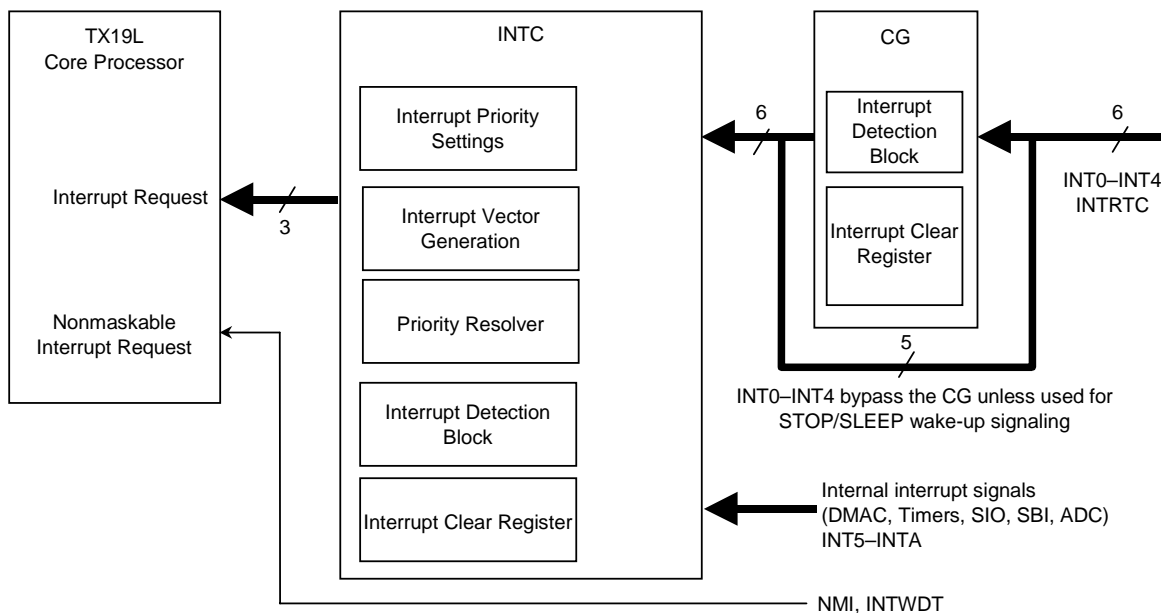 TX19L
Core Processor
Interrupt Request
Nonmaskable
Interrupt Request
3
INTC
Interrupt Priority
Settings
Interrupt Vector
Generation
Priority Resolver
Interrupt Detection
Block
Interrupt Clear Register
6
CG
Interrupt
Detection
Block
Interrupt Clear
Register
6
INT0–INT4
INTRTC
5
INT0–INT4 bypass the CG unless used for
STOP/SLEEP wake-up signaling
Internal interrupt signals
(DMAC, Timers, SIO, SBI, ADC)
INT5–INTA
NMI, INTWDT